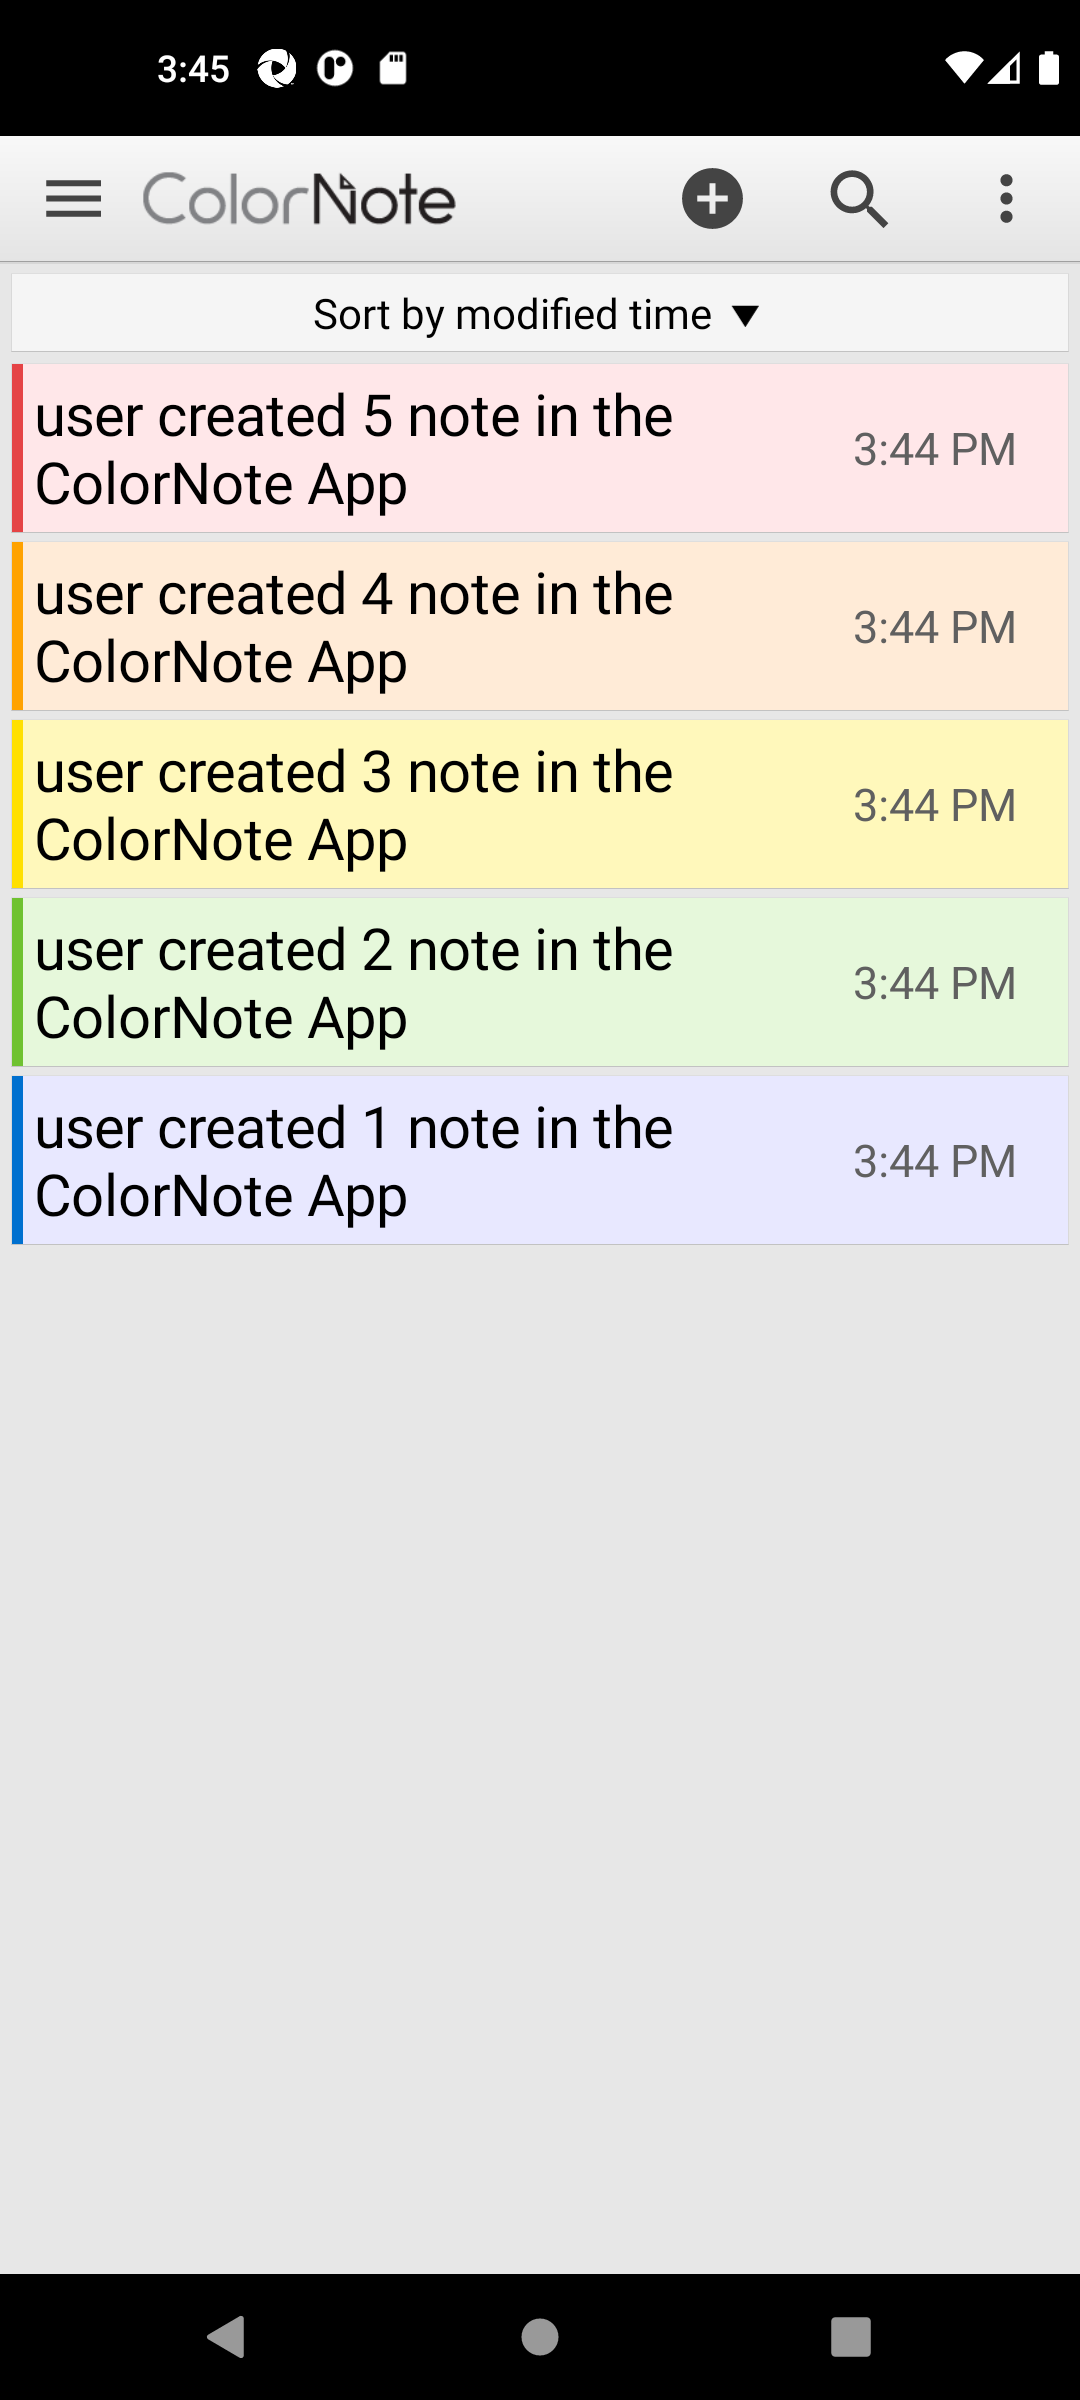 3:45
ColorNote
Sort by modified time ▼
user created 5 note in the
ColorNote App
3:44 PM
user created 4 note in the
ColorNote App
3:44 PM
user created 3 note in the
ColorNote App
3:44 PM
user created 2 note in the
ColorNote App
3:44 PM
user created 1 note in the
ColorNote App
3:44 PM